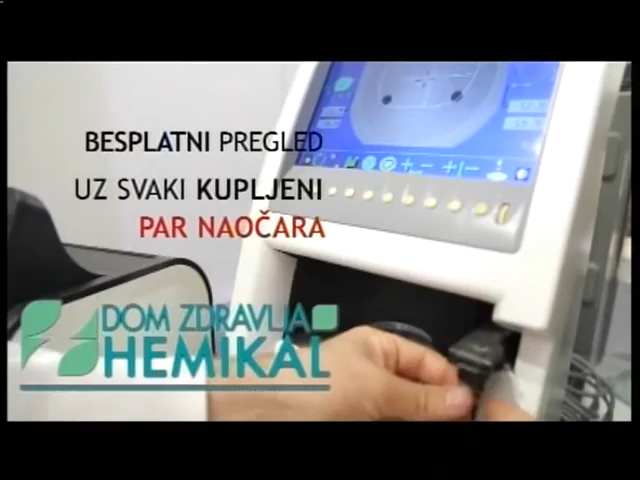 BESPLATNI PREGLED
UZ SVAKI KUPLJENI
PAR NAOČARA
DOM ZDRAVLJA
HEMIKAL